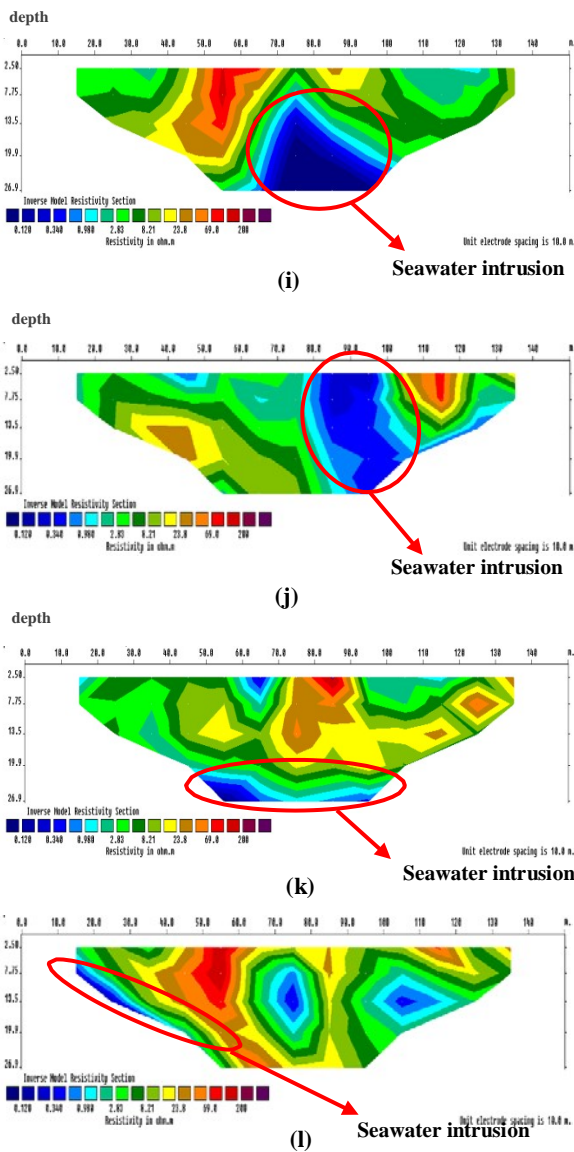 depth
0.0 10.0 20.0 30.0 40.0 50.0 60.0 70.0 80.0 90.0 100 110 120 130 140 m.
2.50
7.75
13.5
19.9
26.9
Inverse Model Resistivity Section
0.120 0.340 0.980 2.83 8.21 23.8 69.0 200
Resistivity in ohm.m
Unit electrode spacing is 10.0 m.
Seawater intrusion
(i)
depth
0.0 10.0 20.0 30.0 40.0 50.0 60.0 70.0 80.0 90.0 100 110 120 130 140 m.
2.50
7.75
13.5
19.9
26.9
Inverse Model Resistivity Section
0.120 0.340 0.980 2.83 8.21 23.8 69.0 200
Resistivity in ohm.m
Unit electrode spacing is 10.0 m
Seawater intrusion
(j)
depth
0.0 10.0 20.0 30.0 40.0 50.0 60.0 70.0 80.0 90.0 100 110 120 130 140 m.
2.50
7.75
13.5
19.9
26.9
Inverse Model Resistivity Section
0.120 0.340 0.980 2.83 8.21 23.8 69.0 200
Resistivity in ohm.m
Unit electrode spacing is 10.0 m.
Seawater intrusion
(k)
0.0 10.0 20.0 30.0 40.0 50.0 60.0 70.0 80.0 90.0 100 110 120 130 140 m.
2.50
7.75
13.5
19.9
26.9
Inverse Model Resistivity Section
0.120 0.340 0.980 2.83 8.21 23.8 69.0 200
Resistivity in ohm.m
Unit electrode spacing is 10.0 m.
Seawater intrusion
(l)